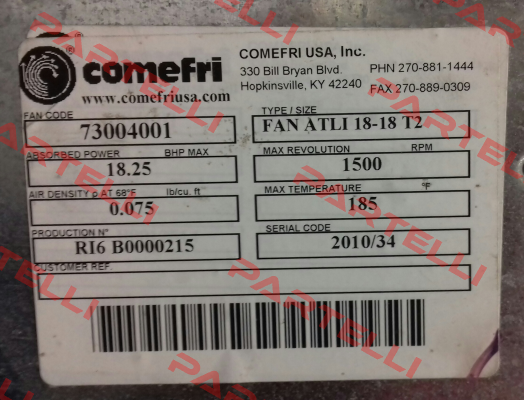 comefri
www.comefriusa.com
COMEFRI USA, Inc.
330 Bill Bryan Blvd. PHN 270-881-1444
Hopkinsville, KY 42240 FAX 270-889-0309
FAN CODE
73004001
TYPE / SIZE
FAN ATLI 18-18 T2
ABSORBED POWER BHP MAX
18.25
MAX REVOLUTION RPM
1500
AIR DENSITY ρ AT 68°F lb/cu. ft
0.075
MAX TEMPERATURE °F
185
PRODUCTION N°
RI6 B0000215
SERIAL CODE
2010/34
CUSTOMER REF.
PARTELLI
PARTELLI
PARTELLI
PARTELLI